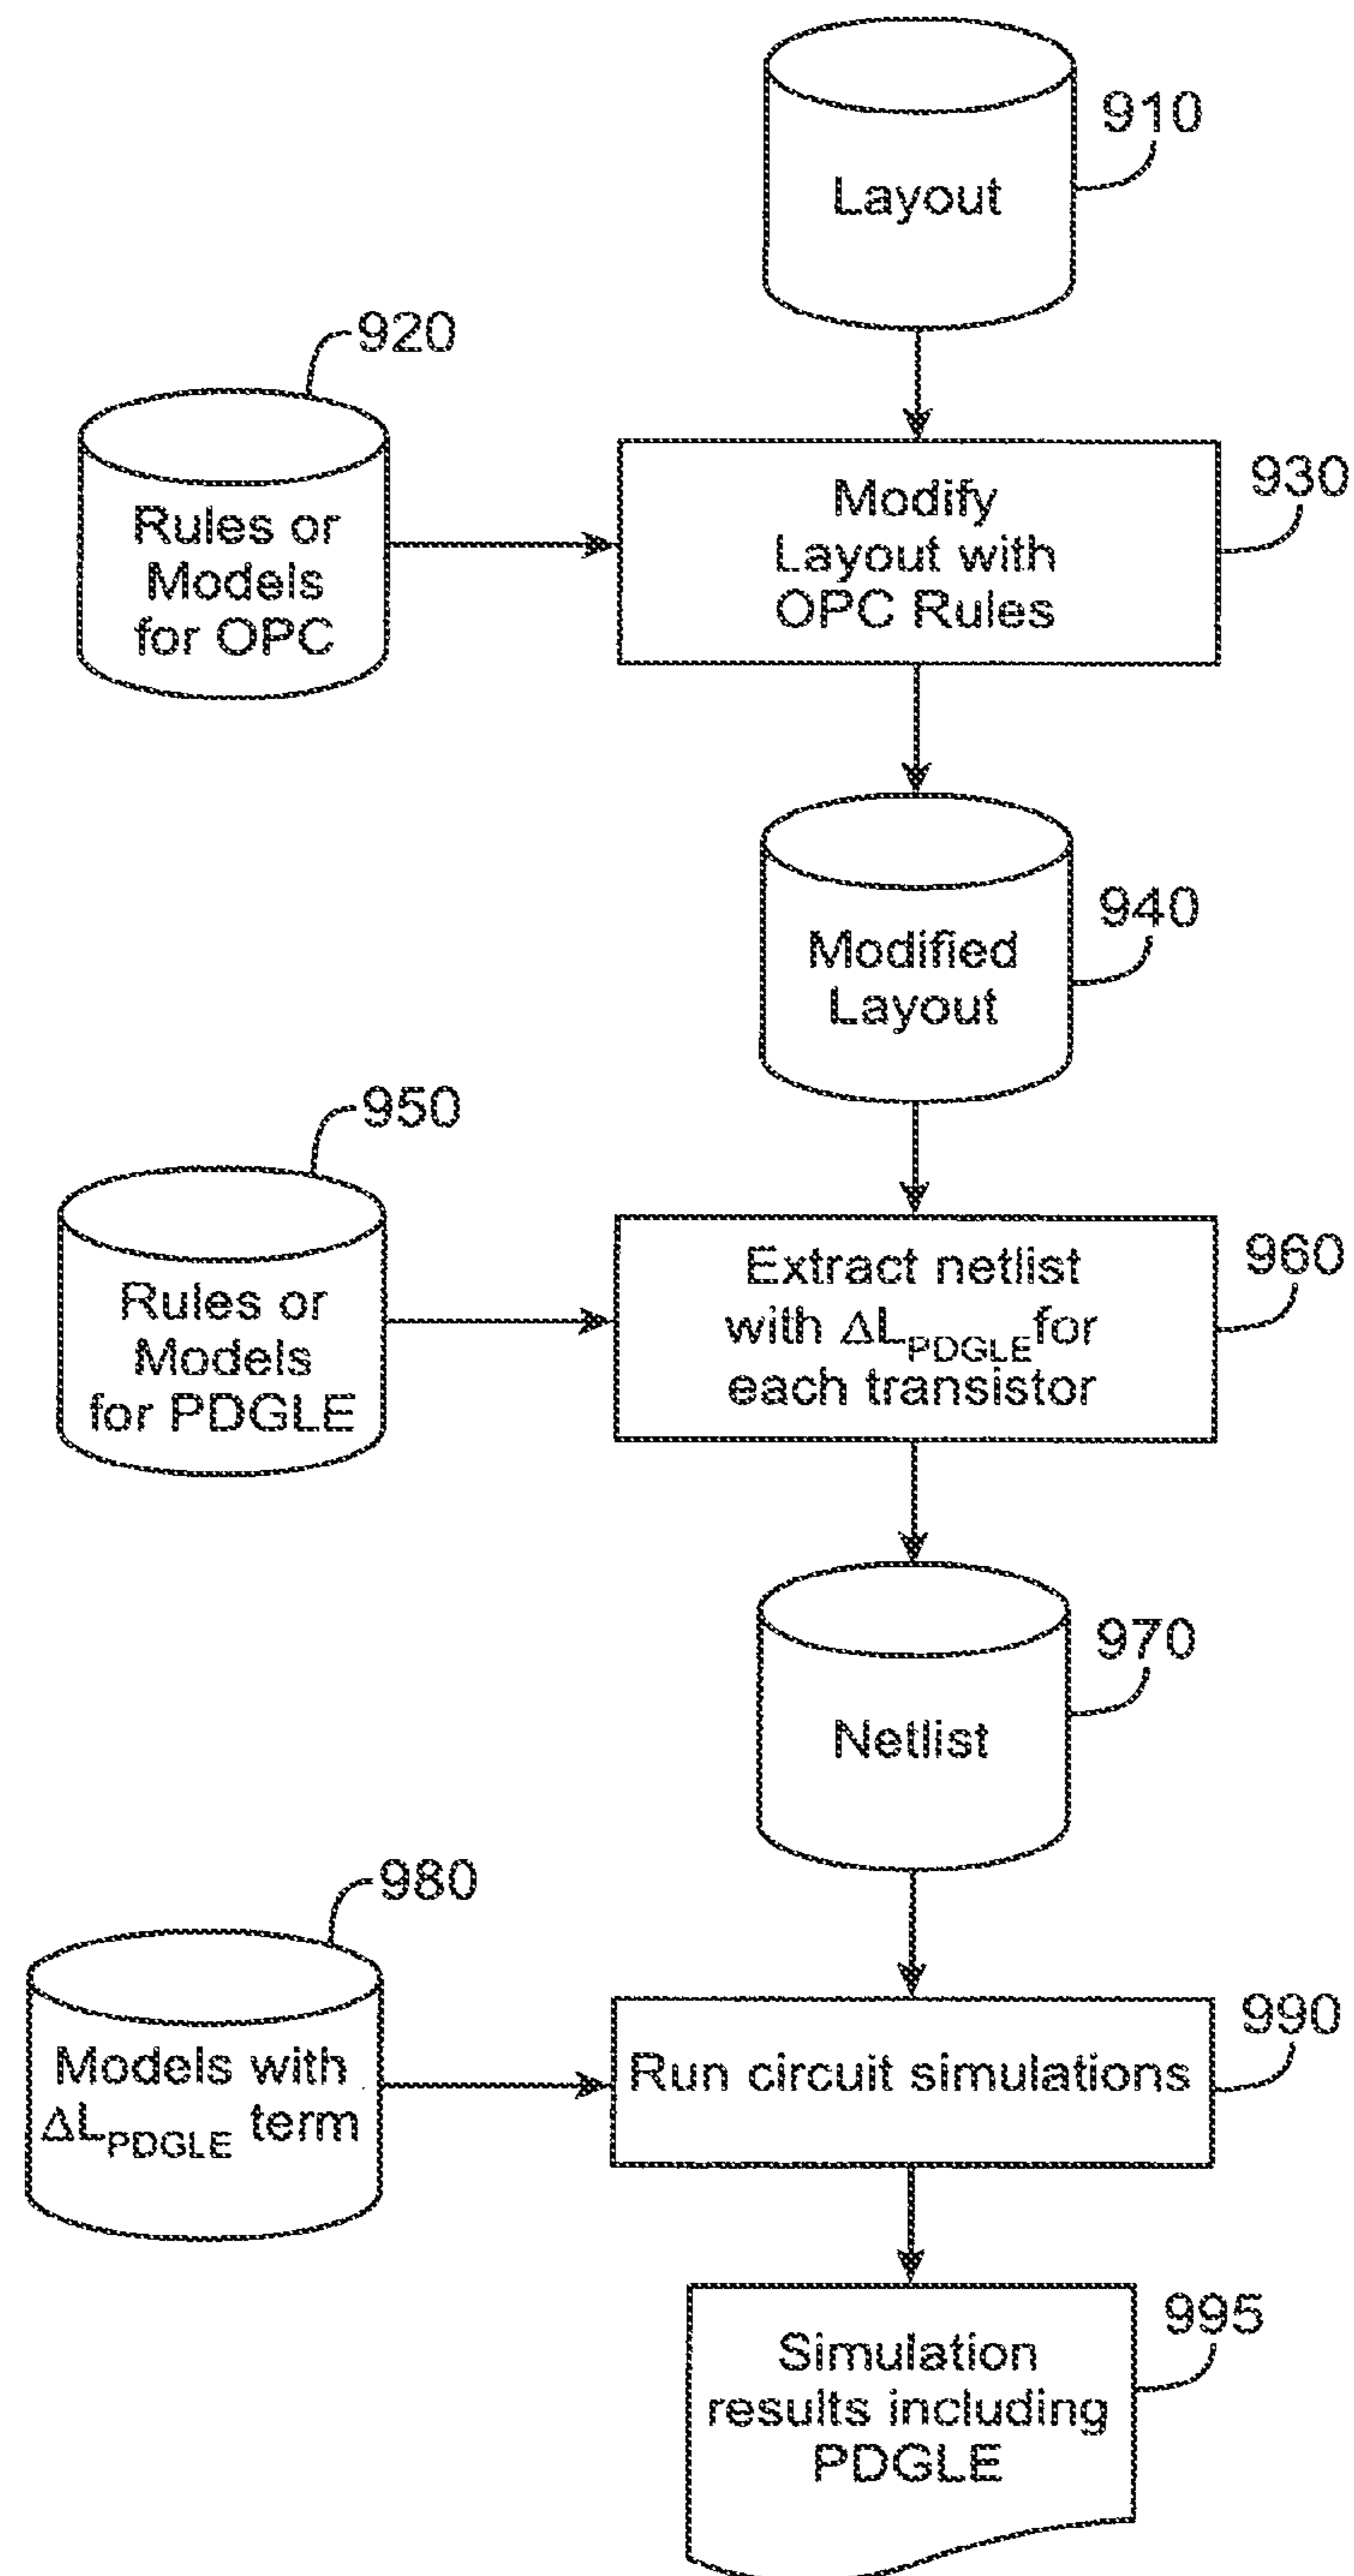 910
Layout
920
Rules or
Models
for OPC
930
Modify
Layout with
OPC Rules
940
Modified
Layout
950
Rules or
Models
for PDGLE
960
Extract netlist
with ΔLPDGLE for
each transistor
970
Netlist
980
Models with
ΔLPDGLE term
990
Run circuit simulations
995
Simulation
results including
PDGLE